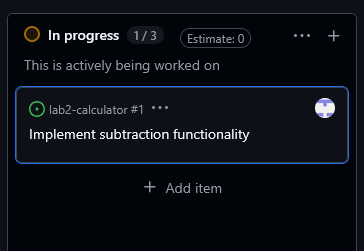 In progress 1 / 3 Estimate: 0
This is actively being worked on
lab2-calculator #1
Implement subtraction functionality
Add item